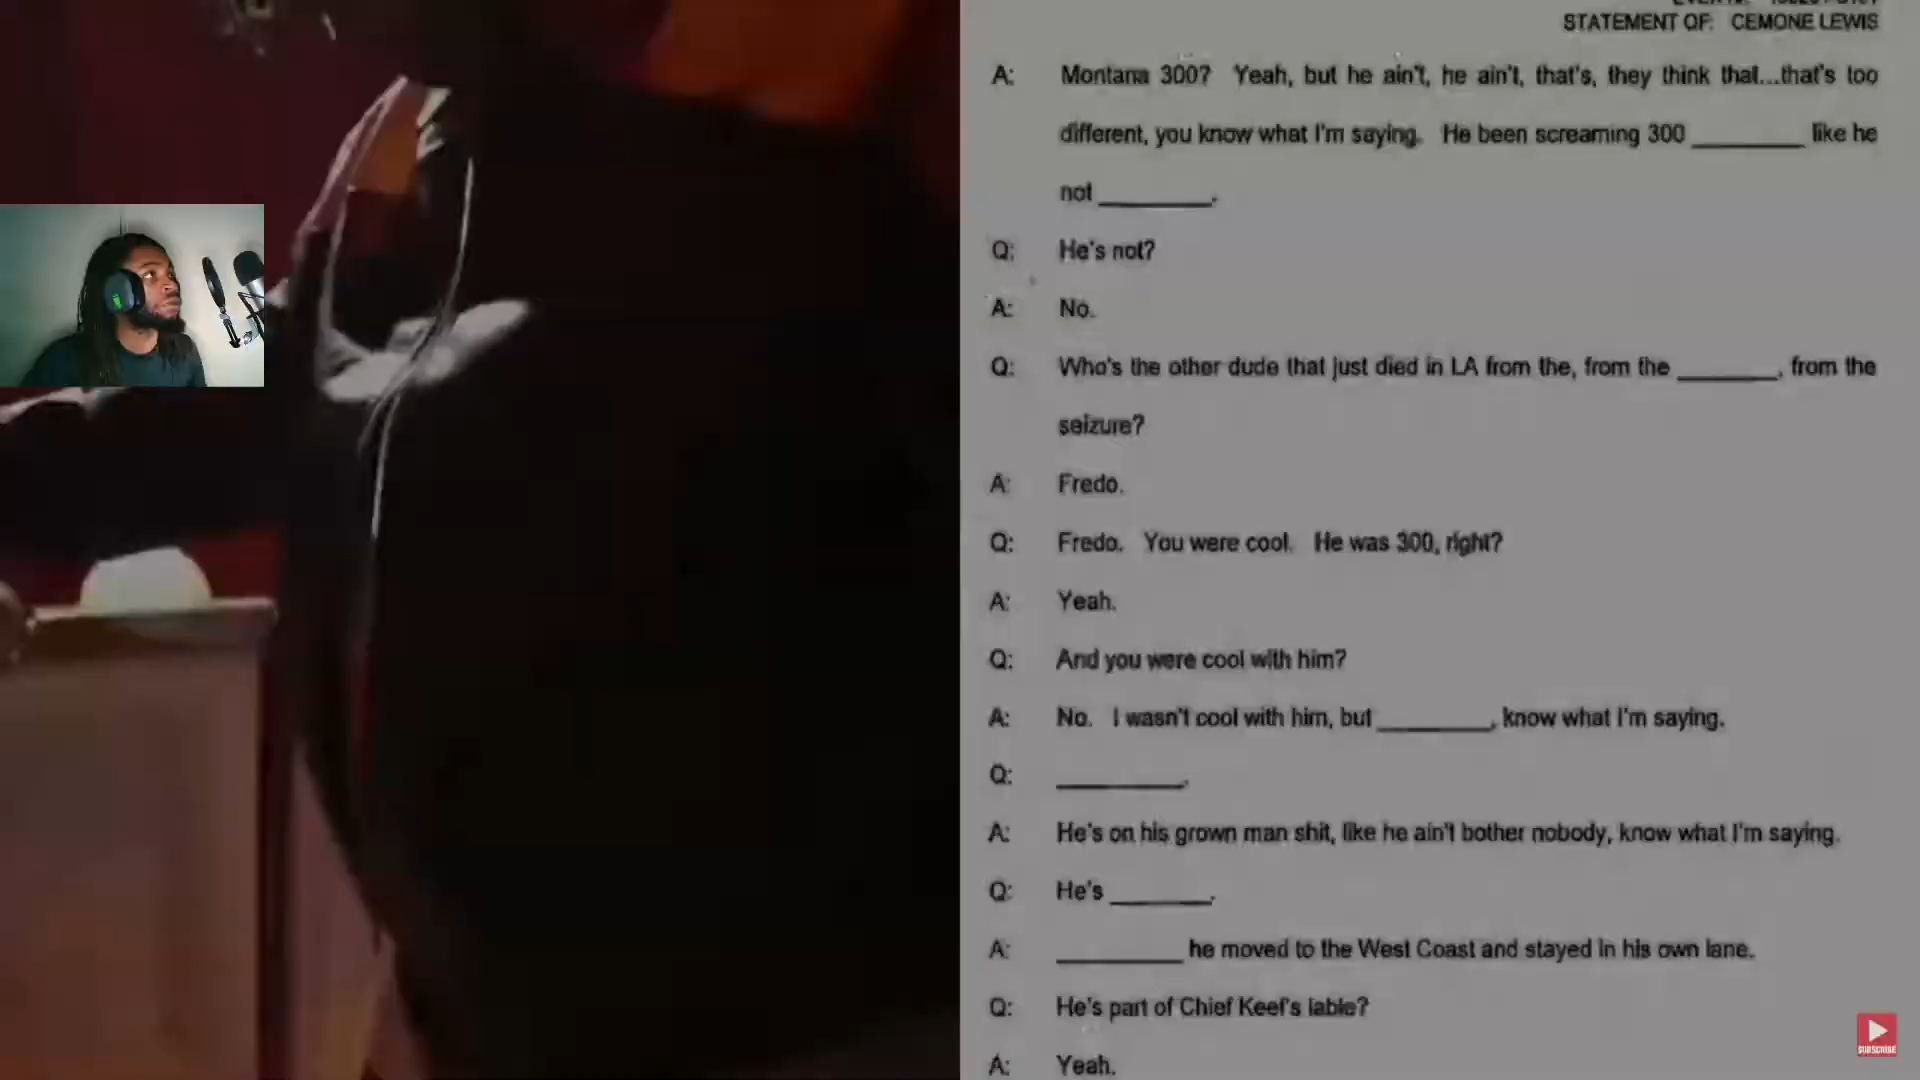 STATEMENT OF: CEMONE LEWIS
A: Montana 300? Yeah, but he ain't, he ain't, that's, they think that...that's too
different, you know what I'm saying. He been screaming 300 ________ like he
not ________.
Q: He's not?
A: No.
Q: Who's the other dude that just died in LA from the, from the ________, from the
seizure?
A: Fredo.
Q: Fredo. You were cool. He was 300, right?
A: Yeah.
Q: And you were cool with him?
A: No. I wasn't cool with him, but ________, know what I'm saying.
Q: ________.
A: He's on his grown man shit, like he ain't bother nobody, know what I'm saying.
Q: He's ________.
A: ________ he moved to the West Coast and stayed in his own lane.
Q: He's part of Chief Keef's lable?
A: Yeah.
SUBSCRIBE